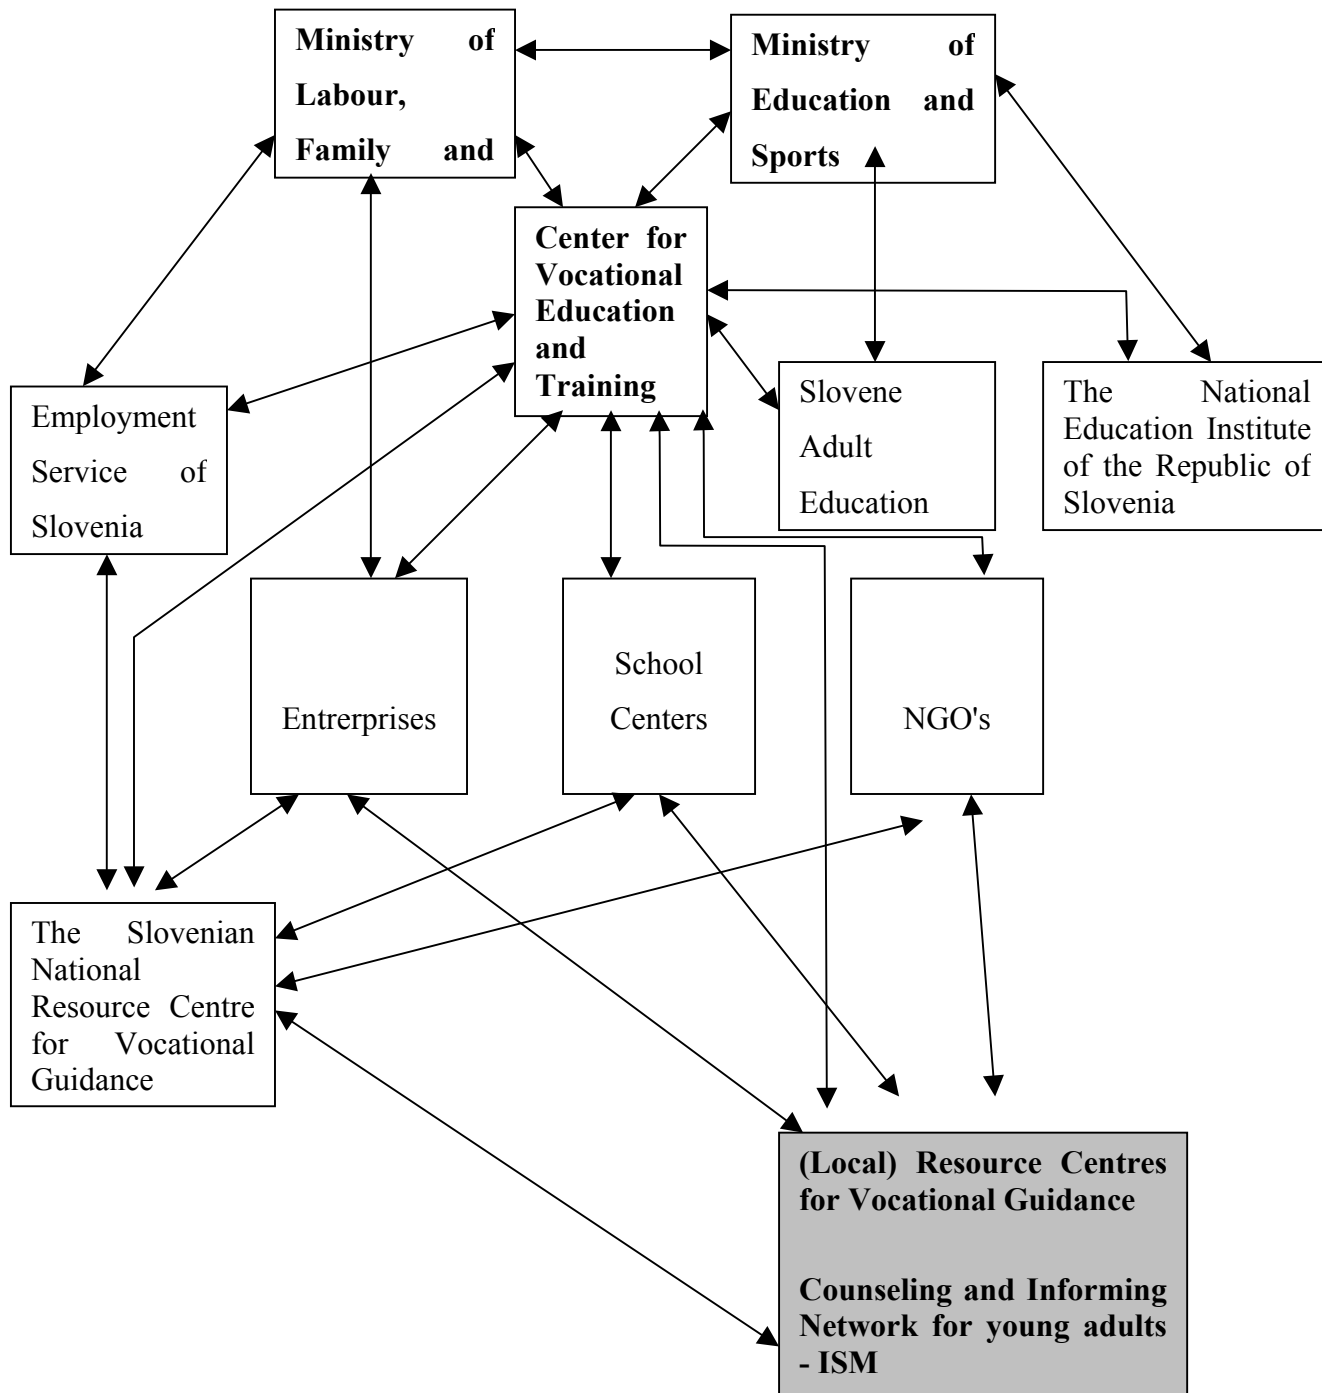 Ministry of
Labour,
Family and
Ministry of
Education and
Sports
Center for
Vocational
Education
and
Training
Employment
Service of
Slovenia
Slovene
Adult
Education
The National
Education Institute
of the Republic of
Slovenia
Entrerprises
School
Centers
NGO's
The Slovenian
National
Resource Centre
for Vocational
Guidance
(Local) Resource Centres
for Vocational Guidance
Counseling and Informing
Network for young adults
- ISM